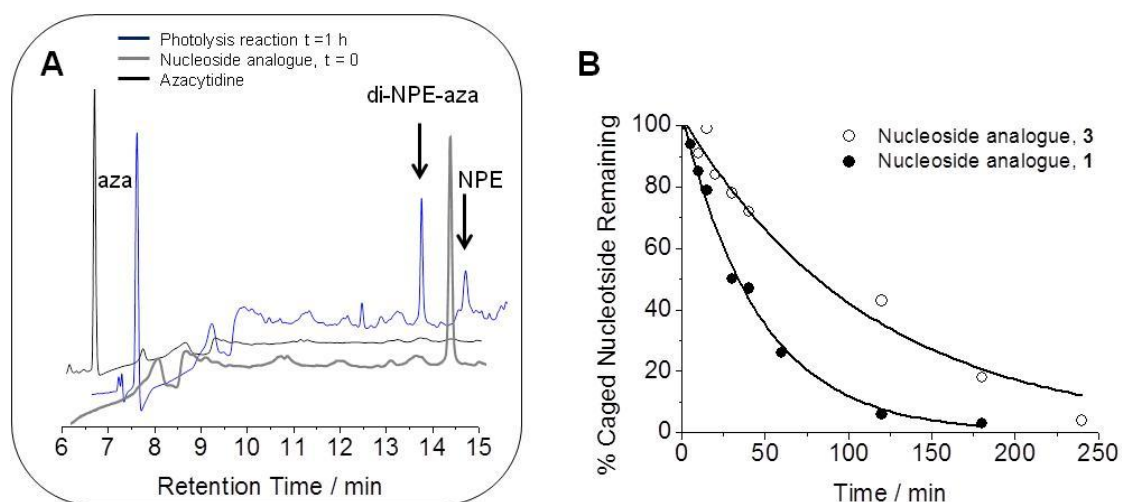 A
Photolysis reaction t =1 h
Nucleoside analogue, t = 0
Azacytidine
di-NPE-aza
aza
NPE
6 7 8 9 10 11 12 13 14 15
Retention Time / min
B
Nucleoside analogue, 3
Nucleoside analogue, 1
100
80
60
40
20
0
% Caged Nucleotside Remaining
0 50 100 150 200 250
Time / min